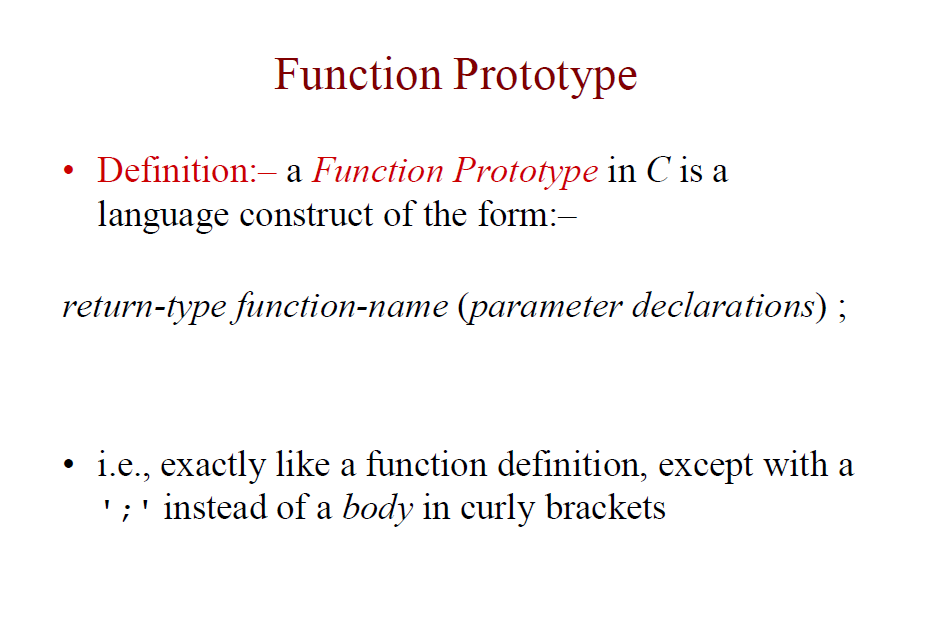 Function Prototype
• Definition:– a Function Prototype in C is a
language construct of the form:–
return-type function-name (parameter declarations) ;
• i.e., exactly like a function definition, except with a
';' instead of a body in curly brackets